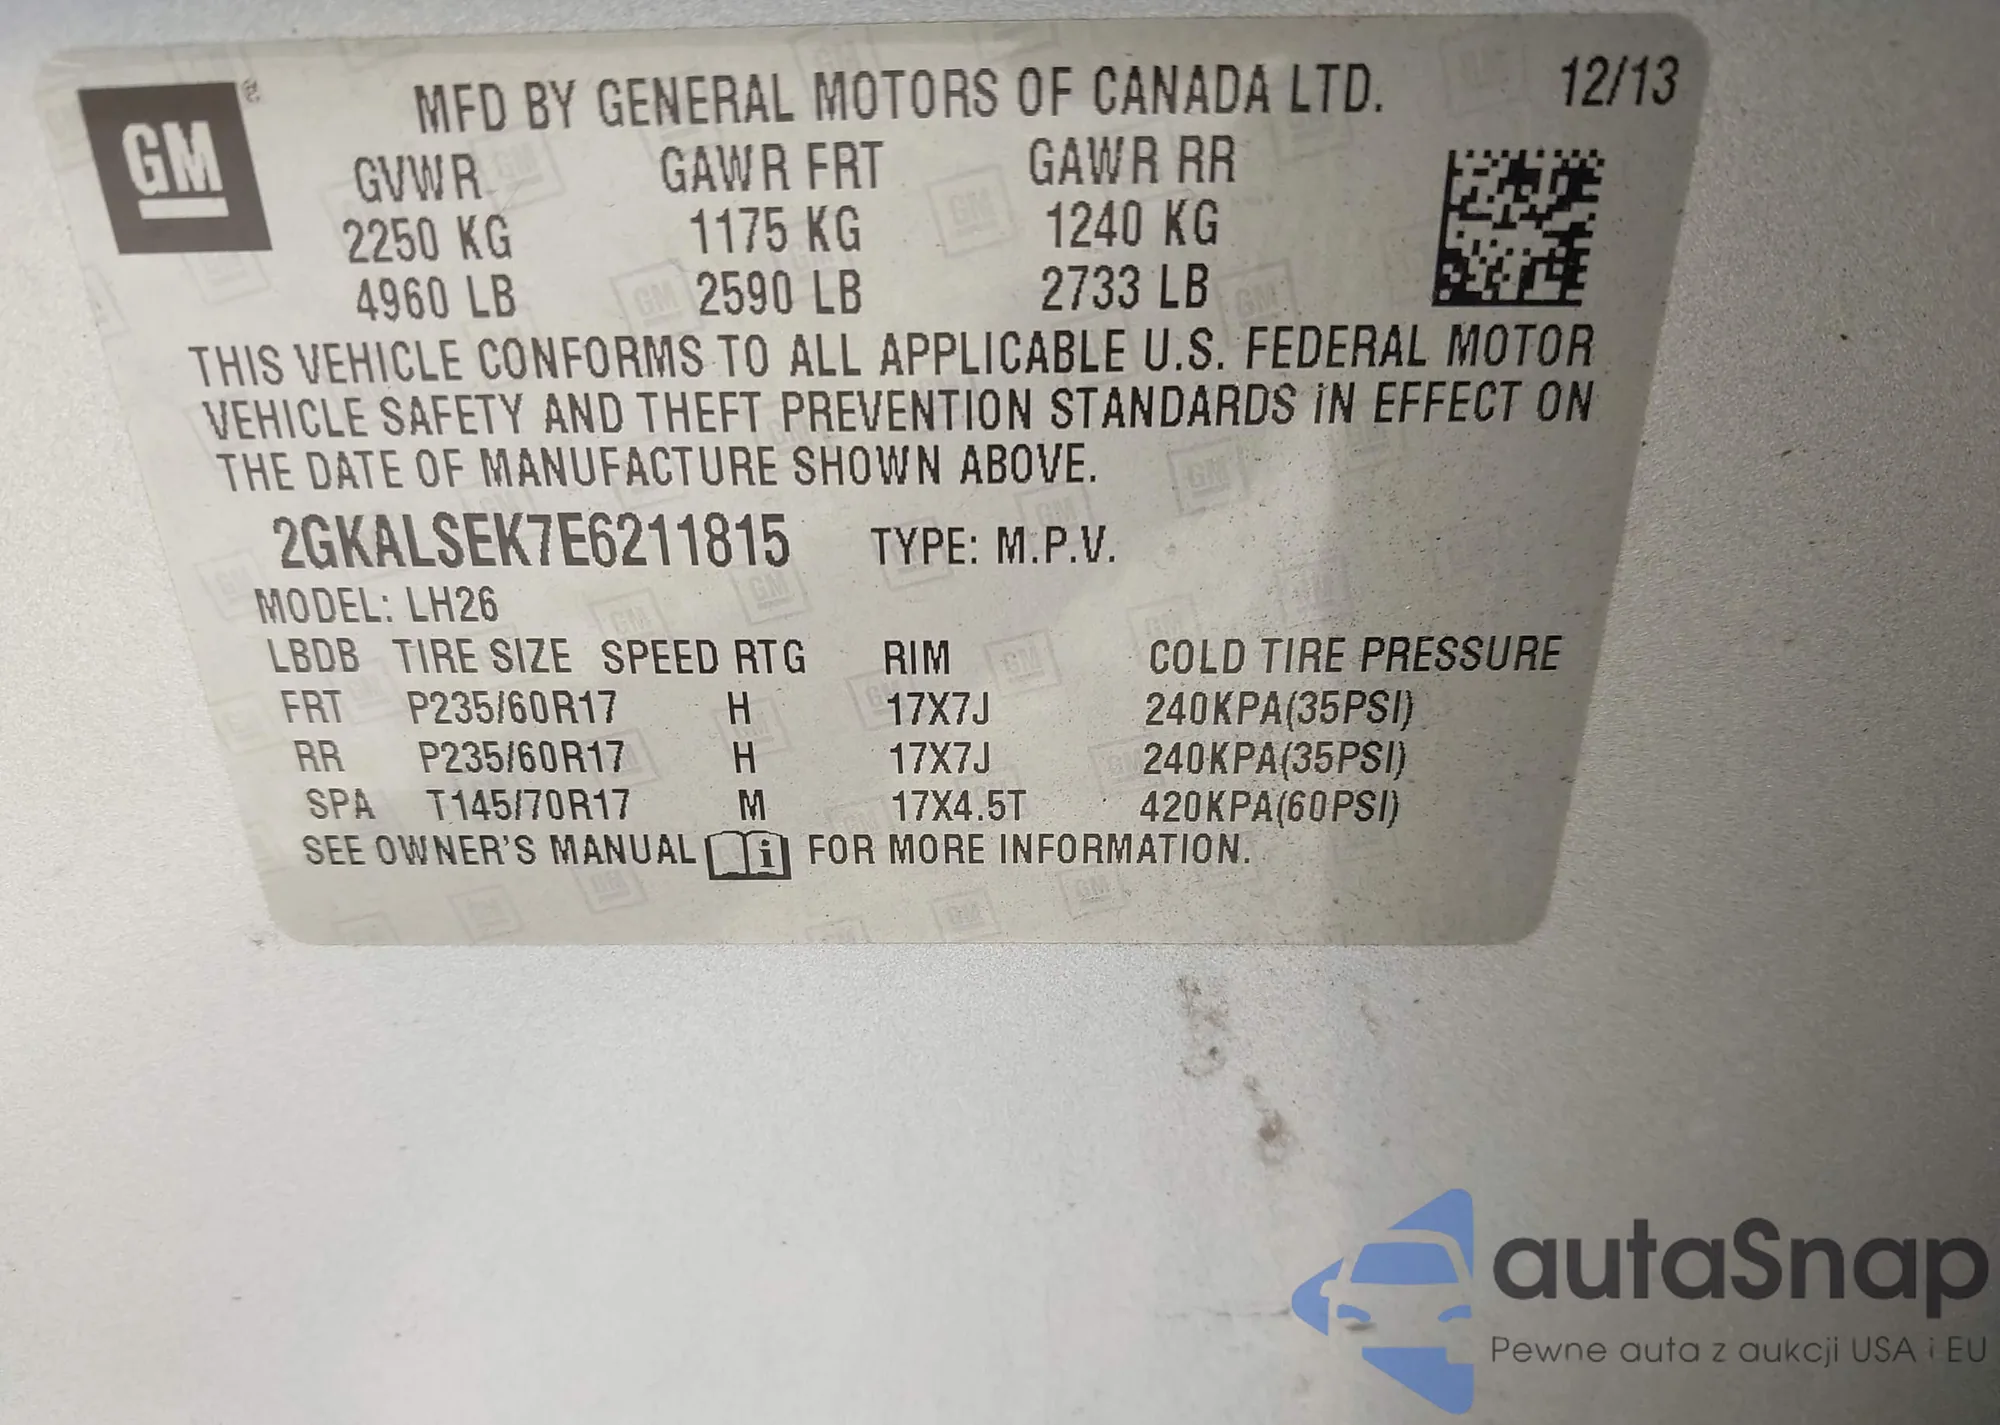 GM
MFD BY GENERAL MOTORS OF CANADA LTD. 12/13
GVWR GAWR FRT GAWR RR
2250 KG 1175 KG 1240 KG
4960 LB 2590 LB 2733 LB
THIS VEHICLE CONFORMS TO ALL APPLICABLE U.S. FEDERAL MOTOR
VEHICLE SAFETY AND THEFT PREVENTION STANDARDS IN EFFECT ON
THE DATE OF MANUFACTURE SHOWN ABOVE.
2GKALSEK7E6211815 TYPE: M.P.V.
MODEL: LH26
LBDB TIRE SIZE SPEED RTG RIM COLD TIRE PRESSURE
FRT P235/60R17 H 17X7J 240KPA(35PSI)
RR P235/60R17 H 17X7J 240KPA(35PSI)
SPA T145/70R17 M 17X4.5T 420KPA(60PSI)
SEE OWNER'S MANUAL i FOR MORE INFORMATION.
autaSnap
Pewne auta z aukcji USA i EU